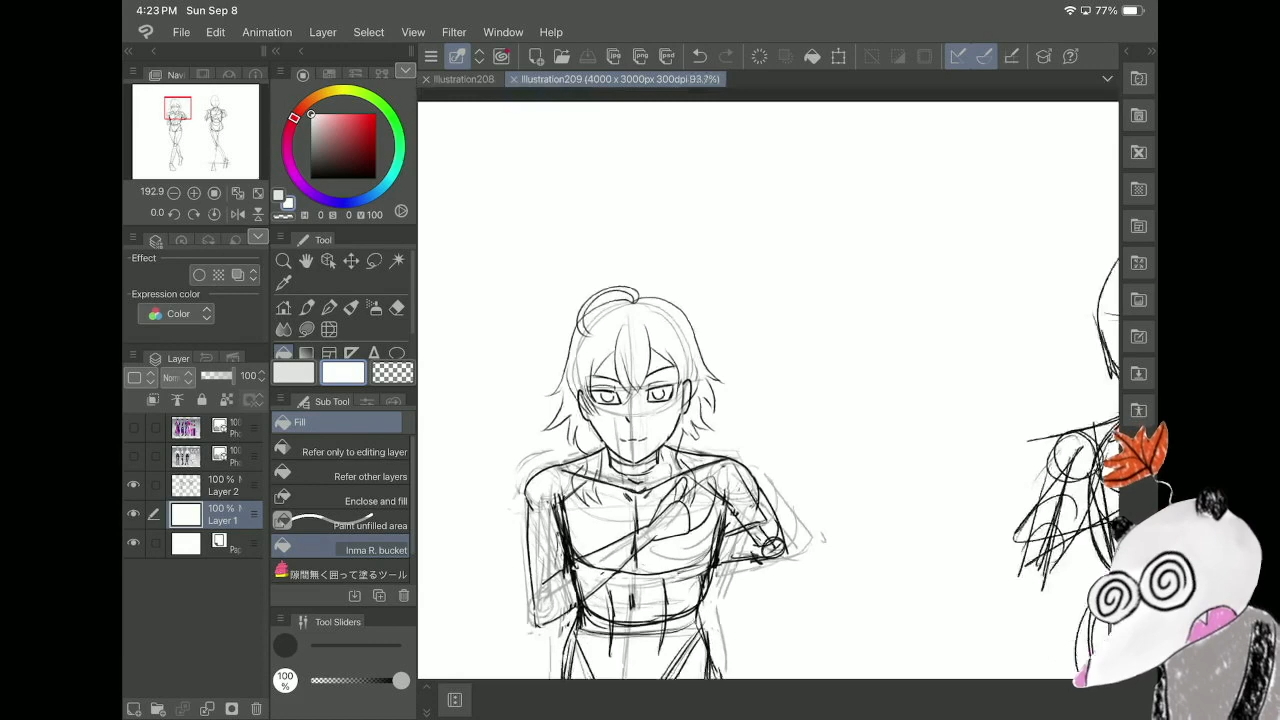 4:23 PM Sun Sep 8
77%
File Edit Animation Layer Select View Filter Window Help
Nav
Illustration208
Illustration209 (4000 x 3000px 300dpi 93.7%)
192.9
0.0
H 0 S 0 V 100
Effect
Expression color
Color
Tool
Layer
Norm
100
100 %
Layer 2
100 %
Layer 1
Sub Tool
Fill
Refer only to editing layer
Refer other layers
Enclose and fill
Paint unfilled area
Inma R. bucket
隙間無く囲って塗るツール
Tool Sliders
100
%